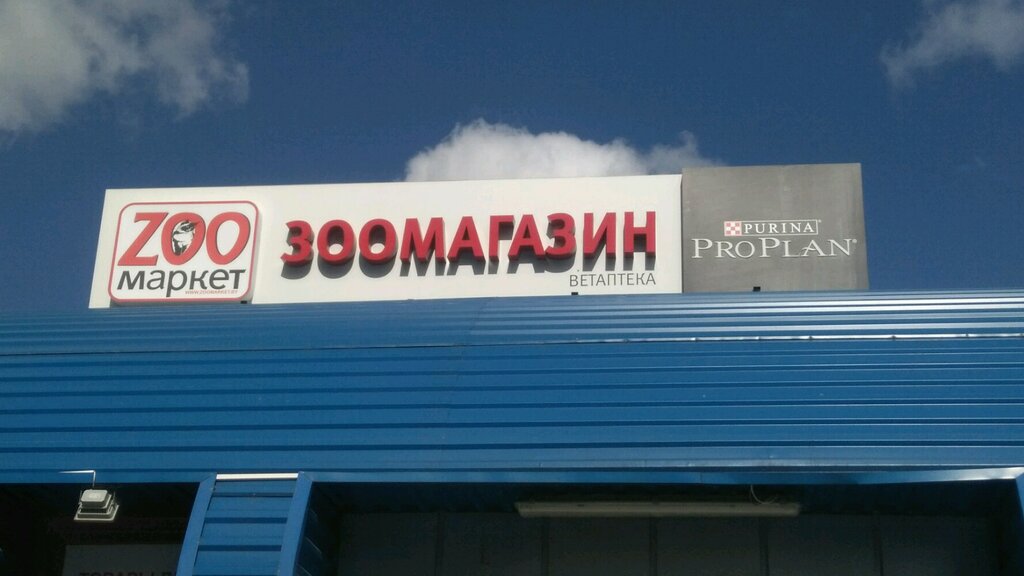 ZOO
маркет
ЗООМАГАЗИН
ВЕТАПТЕКА
PURINA
PROPLAN